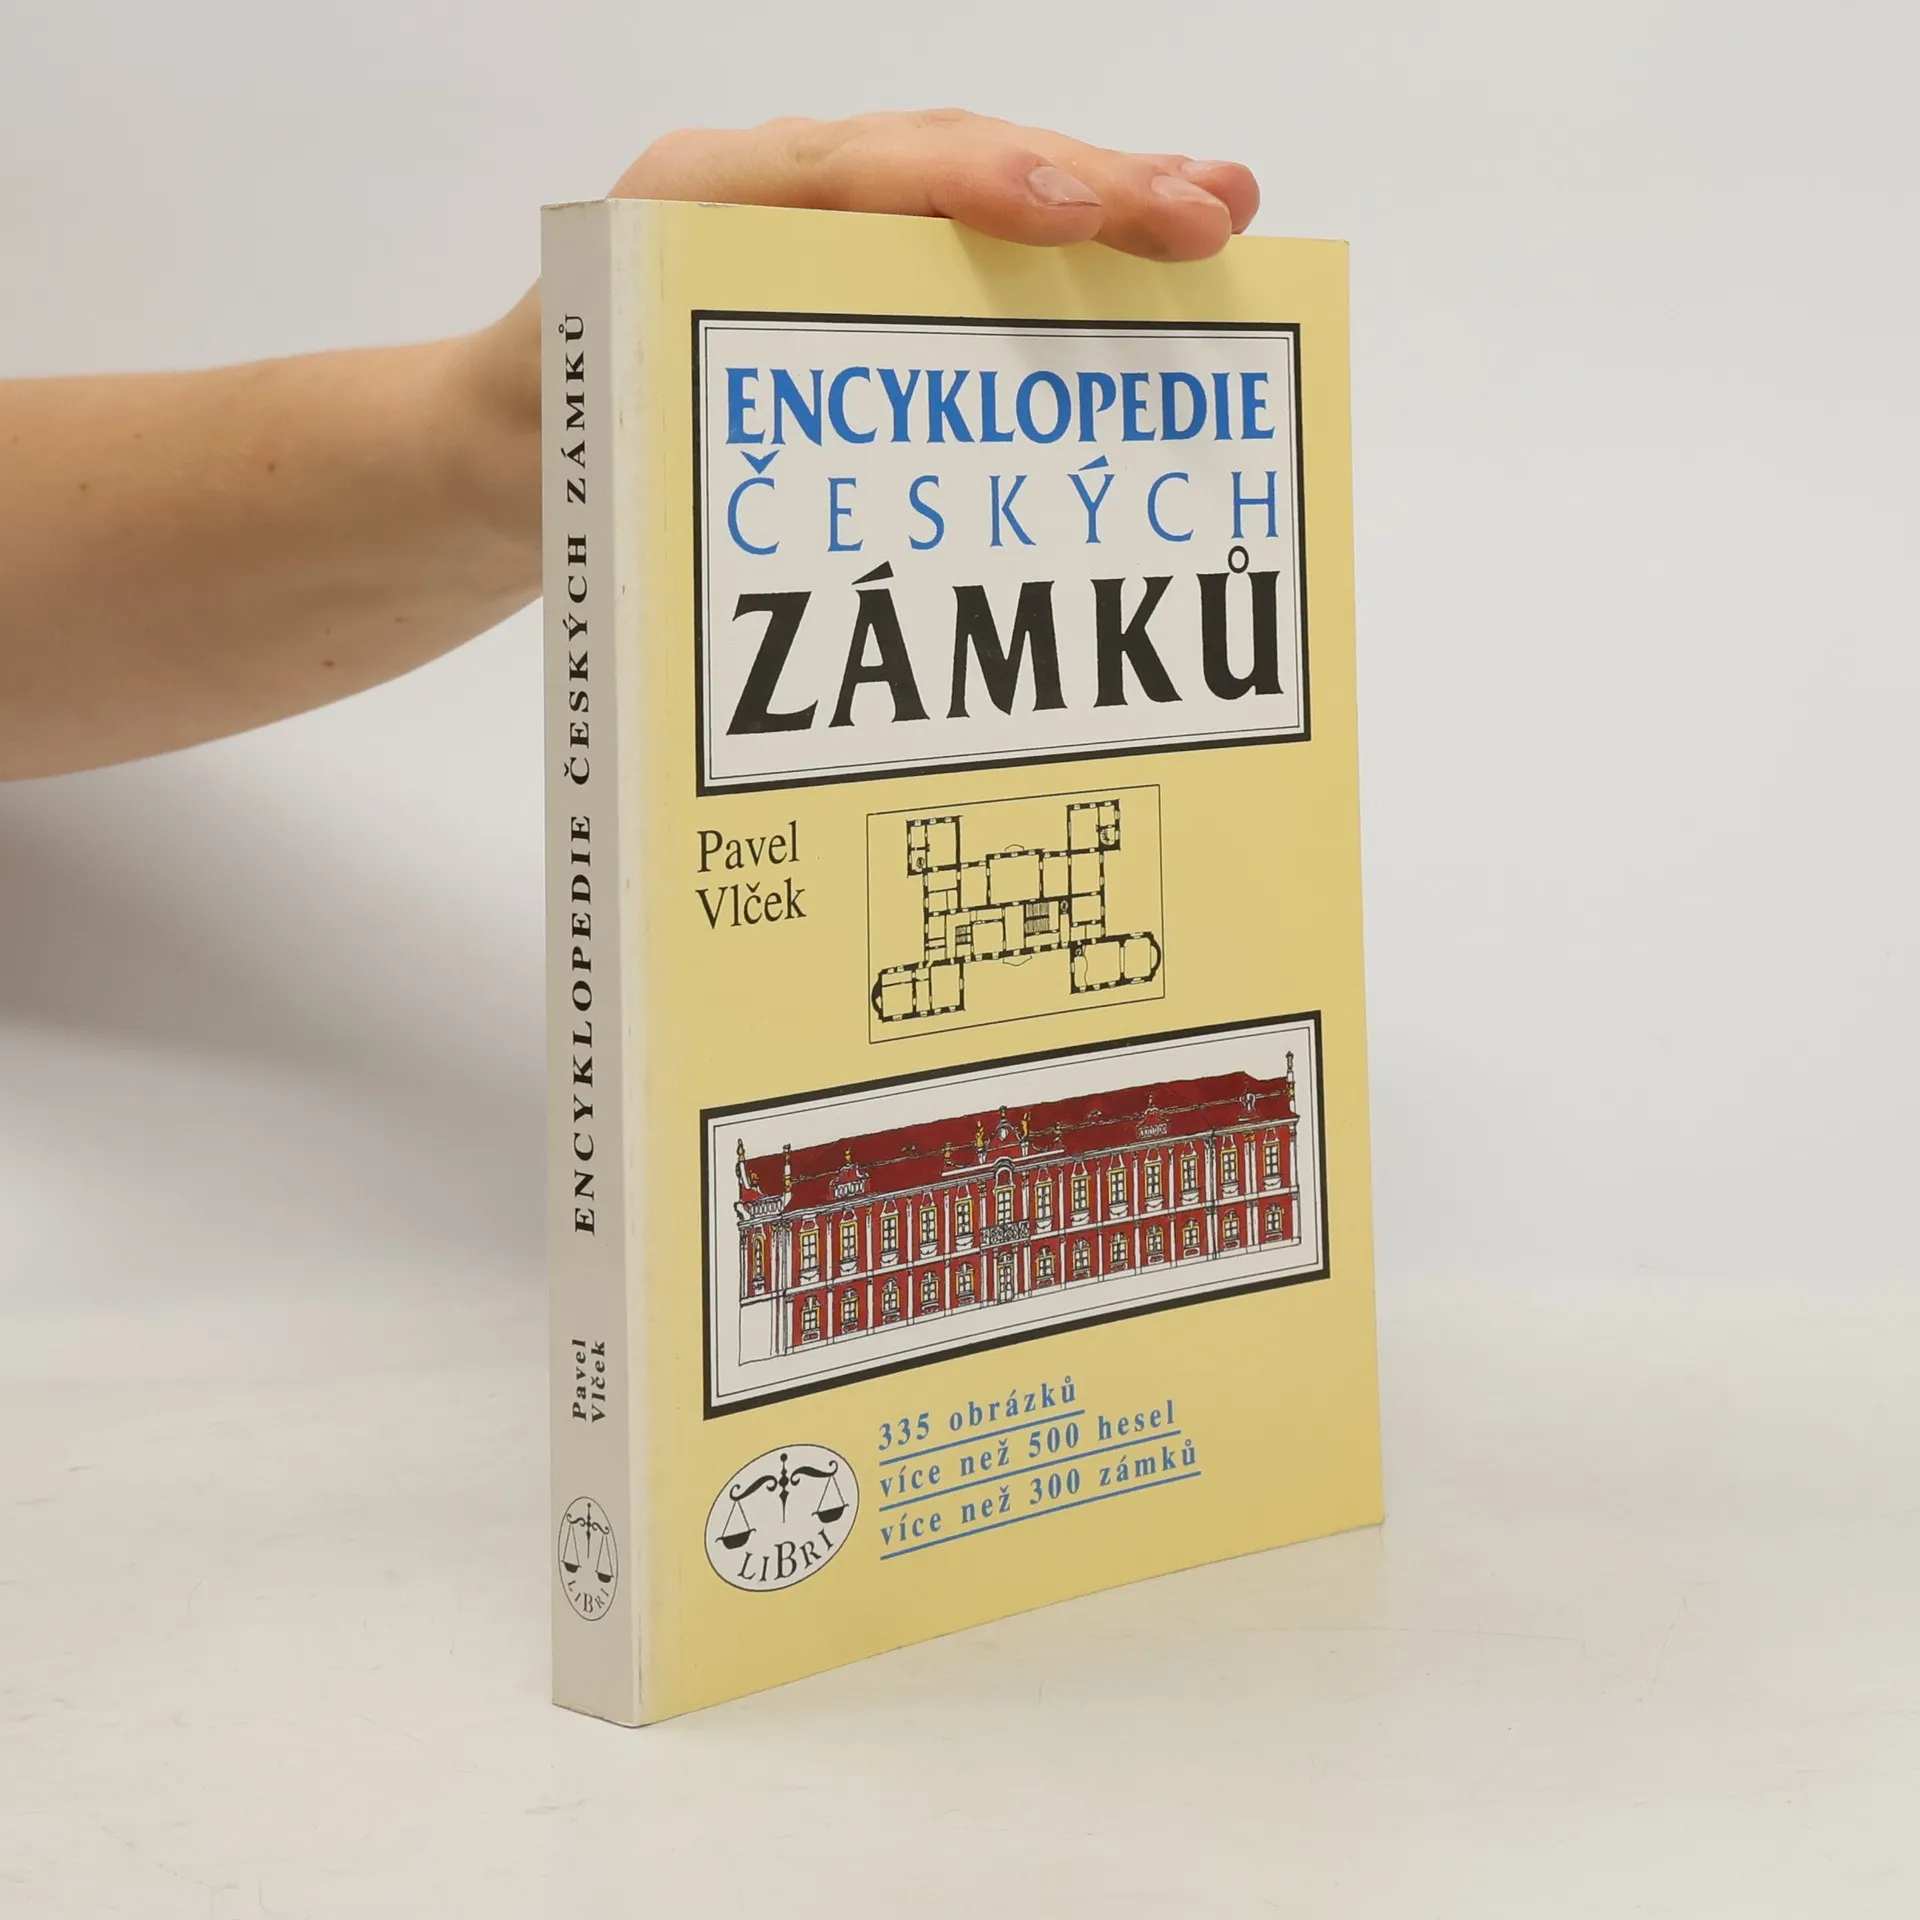 ENCYKLOPEDIE ČESKÝCH ZÁMKŮ
Pavel
Vlček
LIBRI
ENCYKLOPEDIE
ČESKÝCH
ZÁMKŮ
Pavel
Vlček
335 obrázků
více než 500 hesel
více než 300 zámků
LIBRI